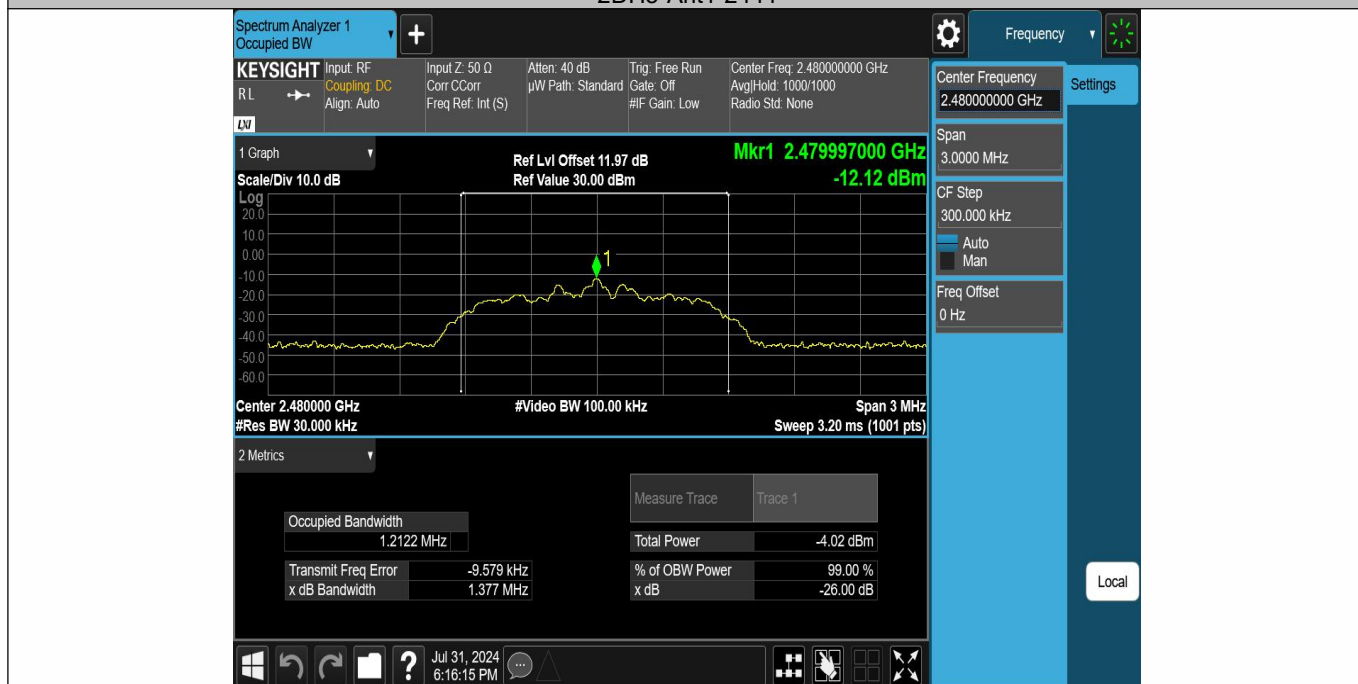 Spectrum Analyzer 1
Occupied BW
Frequency
KEYSIGHT
R L
LXI
Input: RF
Coupling: DC
Align: Auto
Input Z: 50 Ω
Corr CCorr
Freq Ref: Int (S)
Atten: 40 dB
µW Path: Standard
Trig: Free Run
Gate: Off
#IF Gain: Low
Center Freq: 2.480000000 GHz
Avg|Hold: 1000/1000
Radio Std: None
Center Frequency
2.480000000 GHz
Settings
Span
3.0000 MHz
CF Step
300.000 kHz
Auto
Man
Freq Offset
0 Hz
Local
1 Graph
Scale/Div 10.0 dB
Ref Lvl Offset 11.97 dB
Ref Value 30.00 dBm
Mkr1 2.479997000 GHz
-12.12 dBm
Log
20.0
10.0
0.00
-10.0
-20.0
-30.0
-40.0
-50.0
-60.0
1
Center 2.480000 GHz
#Video BW 100.00 kHz
Span 3 MHz
#Res BW 30.000 kHz
Sweep 3.20 ms (1001 pts)
2 Metrics
Measure Trace
Trace 1
Occupied Bandwidth
1.2122 MHz
Total Power
-4.02 dBm
Transmit Freq Error
-9.579 kHz
% of OBW Power
99.00 %
x dB Bandwidth
1.377 MHz
x dB
-26.00 dB
?
Jul 31, 2024
6:16:15 PM